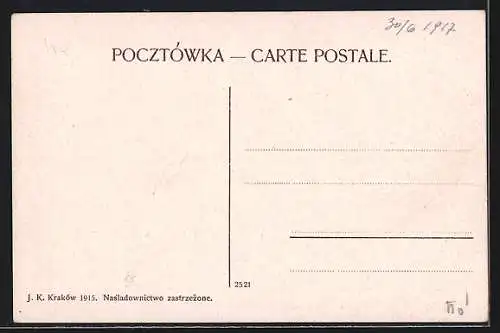 30/6 1917
POCZTÓWKA — CARTE POSTALE.
2521
J. K. Kraków 1915. Naśladownictwo zastrzeżone.